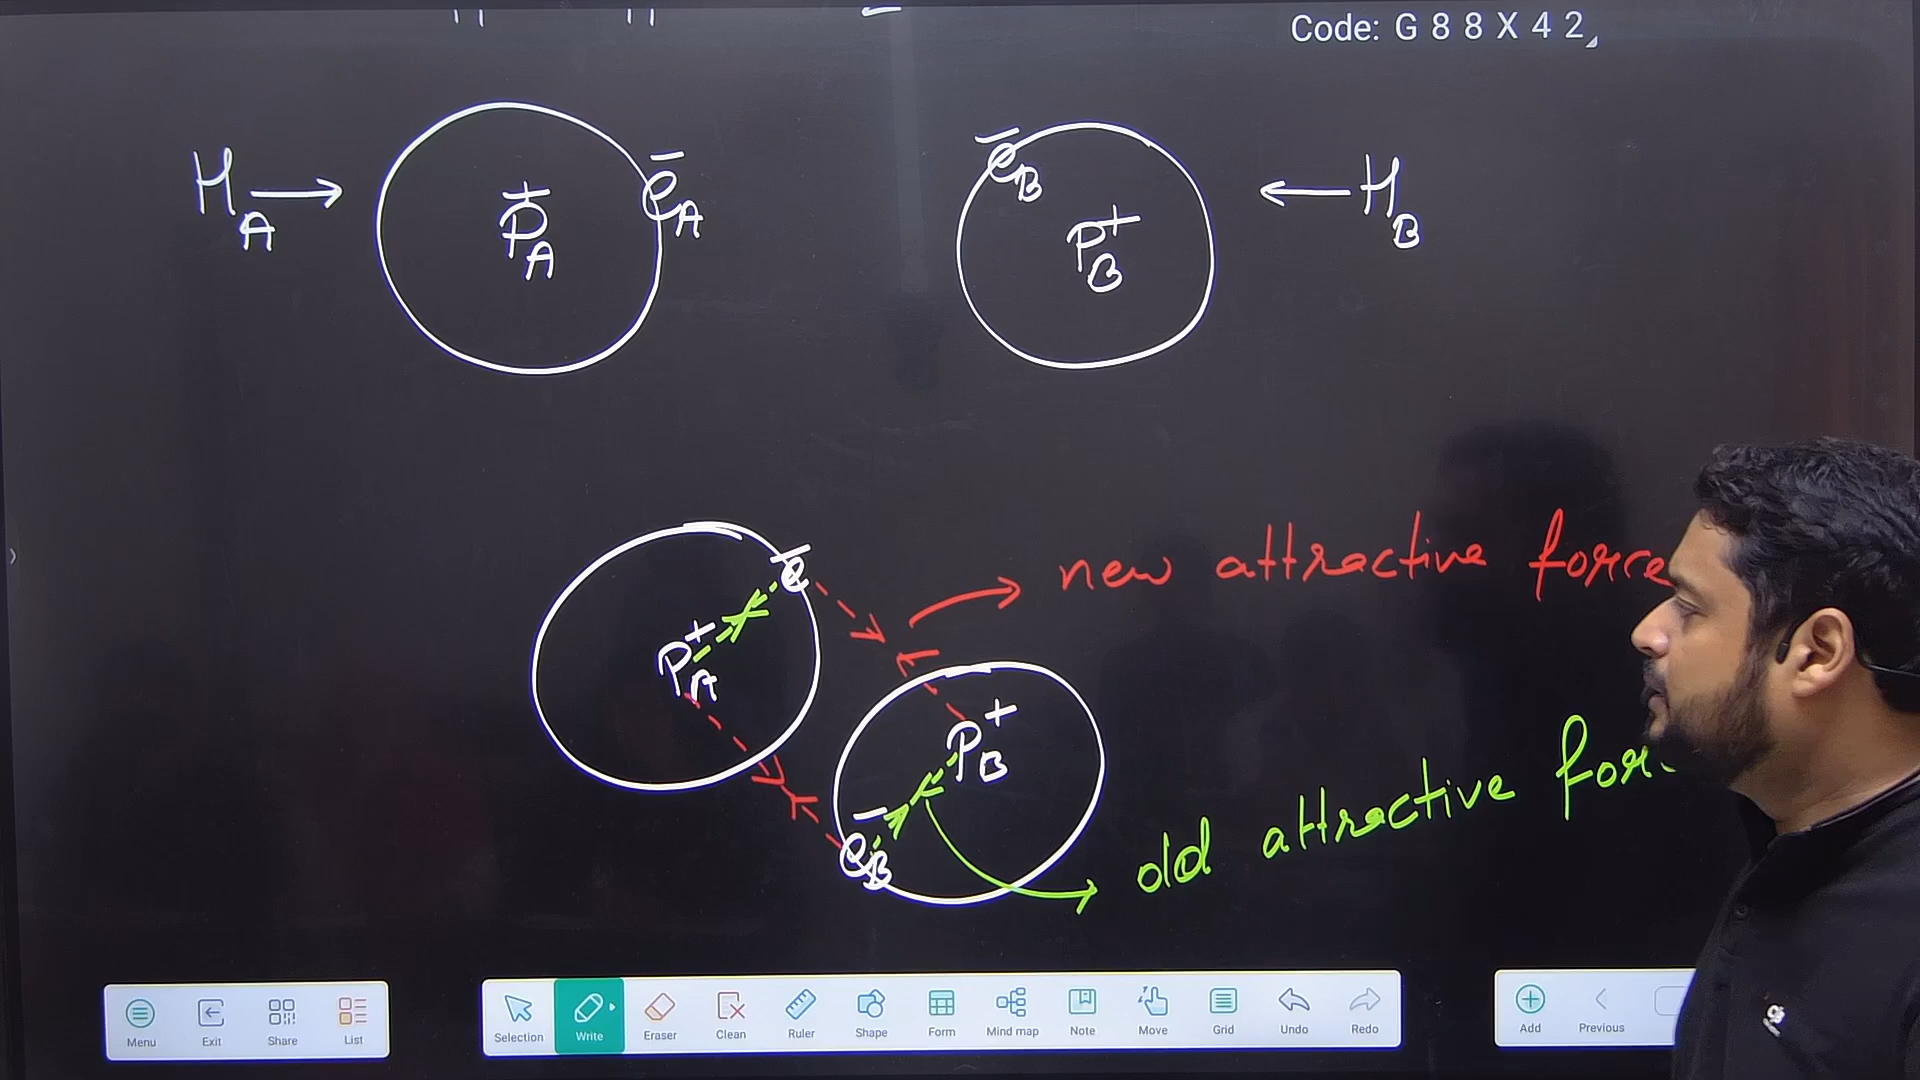 Code: G 8 8 X 4 2
H_A → P_A^+ e_A^-
e_B^- P_B^+ ← H_B
e^- → new attractive force
P_A^+
P_B^+
e_B^- → old attractive for
Menu Exit Share List Selection Write Eraser Clean Ruler Shape Form Mind map Note Move Grid Undo Redo Add Previous